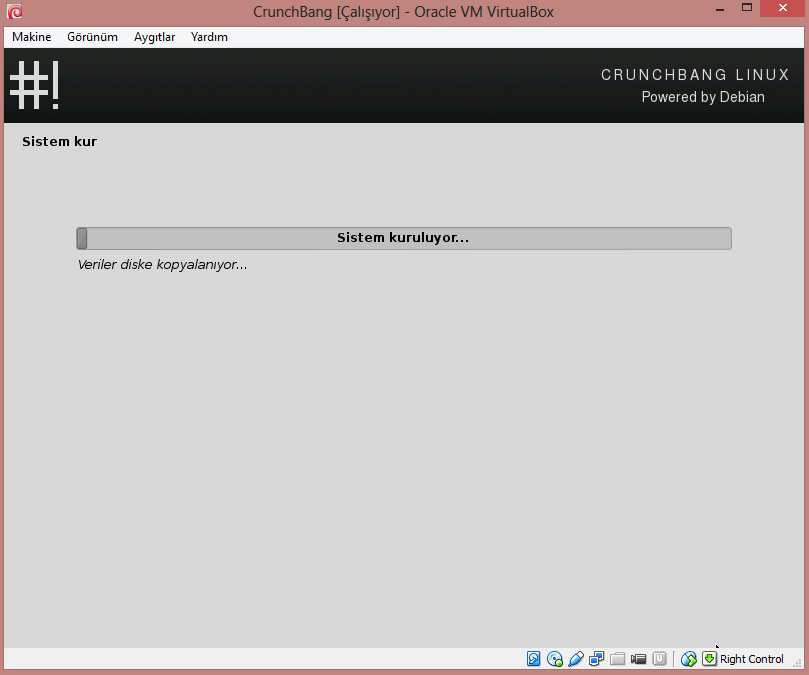 CrunchBang [Çalışıyor] - Oracle VM VirtualBox
Makine Görünüm Aygıtlar Yardım
#!
CRUNCHBANG LINUX
Powered by Debian
Sistem kur
Sistem kuruluyor...
Veriler diske kopyalanıyor...
Right Control